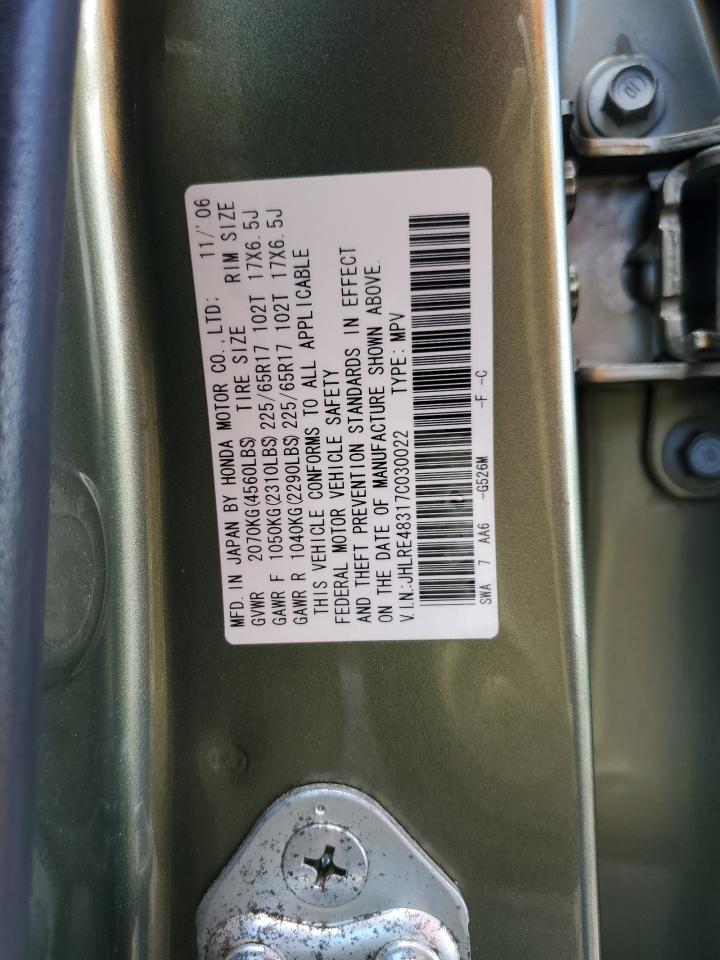 MFD. IN JAPAN BY HONDA MOTOR CO., LTD: 11/'06
GVWR 2070KG(4560LBS) TIRE SIZE RIM SIZE
GAWR F 1050KG(2310LBS) 225/65R17 102T 17X6.5J
GAWR R 1040KG(2290LBS) 225/65R17 102T 17X6.5J
THIS VEHICLE CONFORMS TO ALL APPLICABLE
FEDERAL MOTOR VEHICLE SAFETY
AND THEFT PREVENTION STANDARDS IN EFFECT
ON THE DATE OF MANUFACTURE SHOWN ABOVE.
V.I.N.:JHLRE48317C030022 TYPE: MPV
SWA 7 AA6 -G526M -F -C
10